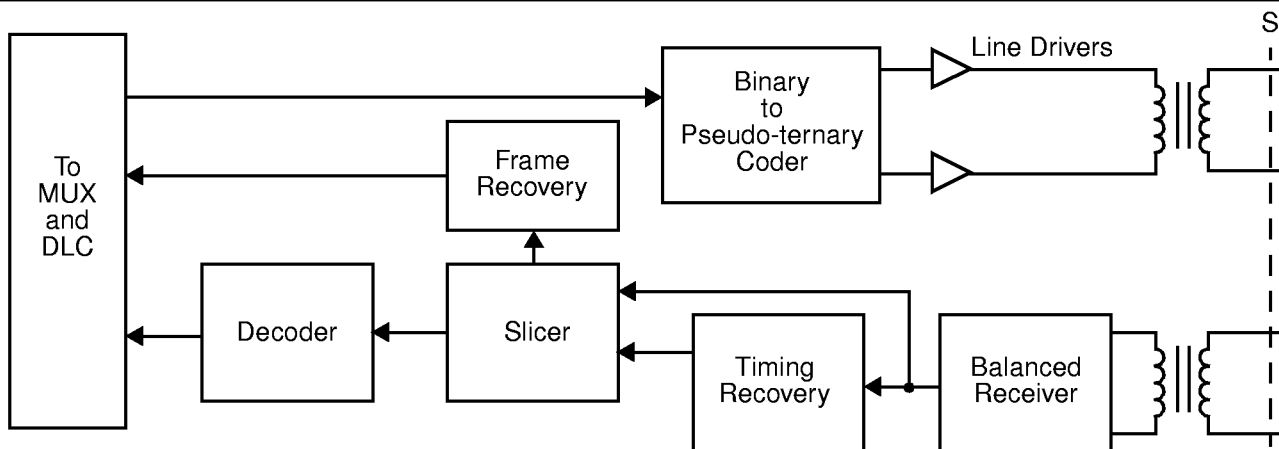 S
Line Drivers
Binary
to
Pseudo-ternary
Coder
To
MUX
and
DLC
Frame
Recovery
Decoder
Slicer
Timing
Recovery
Balanced
Receiver